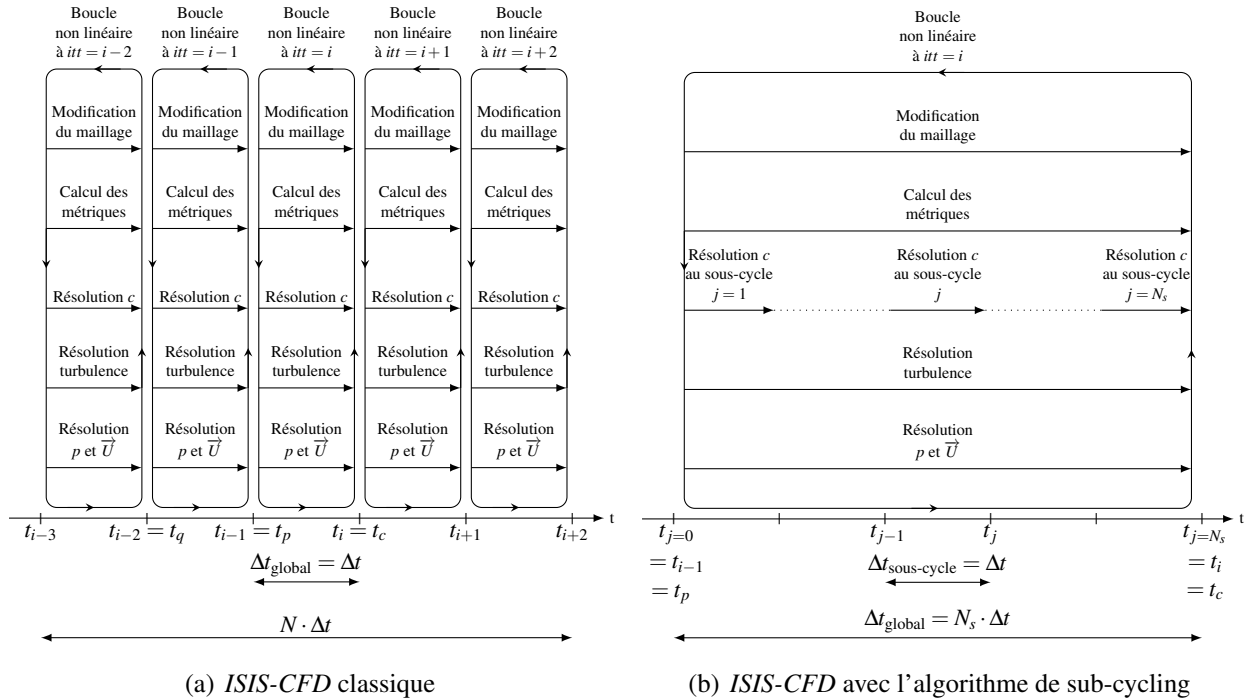 Boucle
non linéaire
à itt = i − 2
Boucle
non linéaire
à itt = i − 1
Boucle
non linéaire
à itt = i
Boucle
non linéaire
à itt = i + 1
Boucle
non linéaire
à itt = i + 2
Modification
du maillage
Modification
du maillage
Modification
du maillage
Modification
du maillage
Modification
du maillage
Calcul des
métriques
Calcul des
métriques
Calcul des
métriques
Calcul des
métriques
Calcul des
métriques
Résolution c
Résolution c
Résolution c
Résolution c
Résolution c
Résolution
turbulence
Résolution
turbulence
Résolution
turbulence
Résolution
turbulence
Résolution
turbulence
Résolution
p et U⃗
Résolution
p et U⃗
Résolution
p et U⃗
Résolution
p et U⃗
Résolution
p et U⃗
t
t_{i−3}
t_{i−2} = t_q
t_{i−1} = t_p
t_i = t_c
t_{i+1}
t_{i+2}
Δt_{global} = Δt
N · Δt
(a) ISIS-CFD classique
Boucle
non linéaire
à itt = i
Modification
du maillage
Calcul des
métriques
Résolution c
au sous-cycle
j = 1
Résolution c
au sous-cycle
j
Résolution c
au sous-cycle
j = N_s
Résolution
turbulence
Résolution
p et U⃗
t
t_{j=0}
= t_{i−1}
= t_p
t_{j−1}
t_j
t_{j=N_s}
= t_i
= t_c
Δt_{sous-cycle} = Δt
Δt_{global} = N_s · Δt
(b) ISIS-CFD avec l'algorithme de sub-cycling